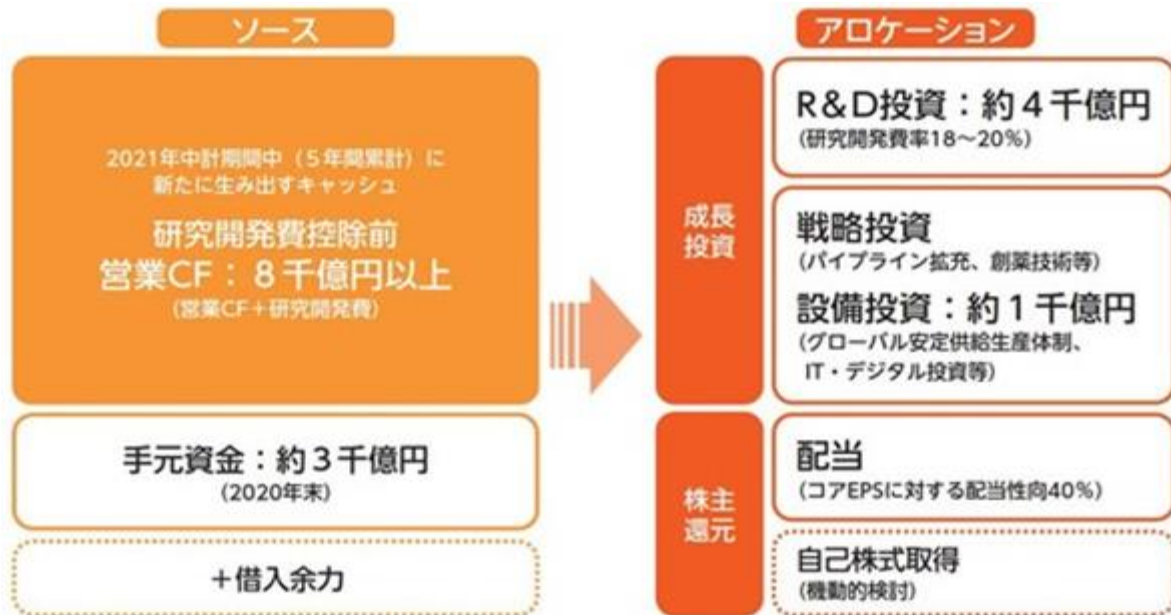 ソース
2021年中計期間中（5年間累計）に
新たに生み出すキャッシュ
研究開発費控除前
営業CF：８千億円以上
(営業CF＋研究開発費)
手元資金：約３千億円
(2020年末)
＋借入余力
アロケーション
成長
投資
R＆D投資：約４千億円
(研究開発費率18～20%)
戦略投資
(パイプライン拡充、創薬技術等)
設備投資：約１千億円
(グローバル安定供給生産体制、
IT・デジタル投資等)
株主
還元
配当
(コアEPSに対する配当性向40%)
自己株式取得
(機動的検討)